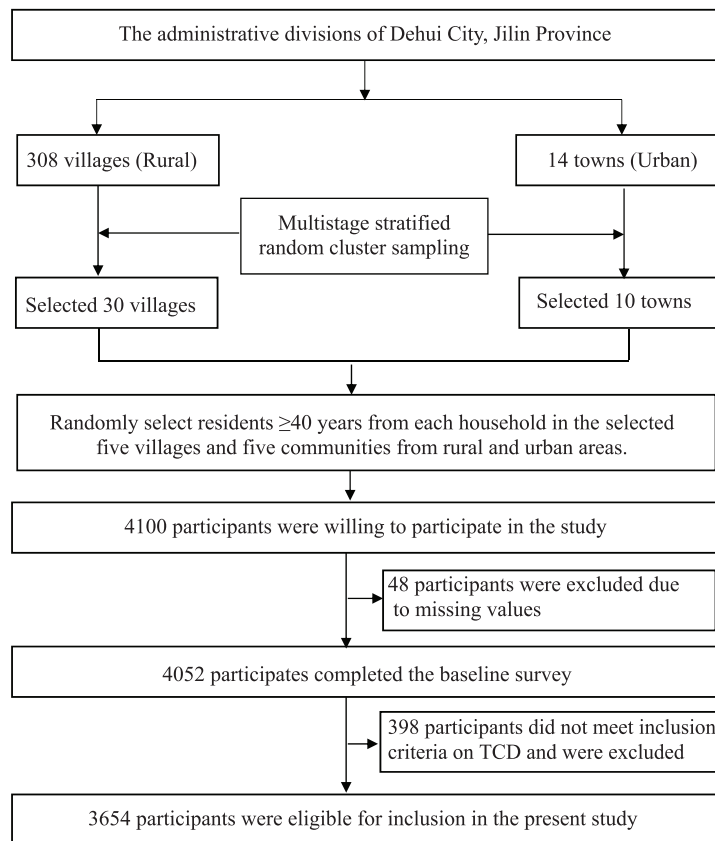 The administrative divisions of Dehui City, Jilin Province
308 villages (Rural)
14 towns (Urban)
Multistage stratified
random cluster sampling
Selected 30 villages
Selected 10 towns
Randomly select residents ≥40 years from each household in the selected
five villages and five communities from rural and urban areas.
4100 participants were willing to participate in the study
48 participants were excluded due
to missing values
4052 participates completed the baseline survey
398 participants did not meet inclusion
criteria on TCD and were excluded
3654 participants were eligible for inclusion in the present study